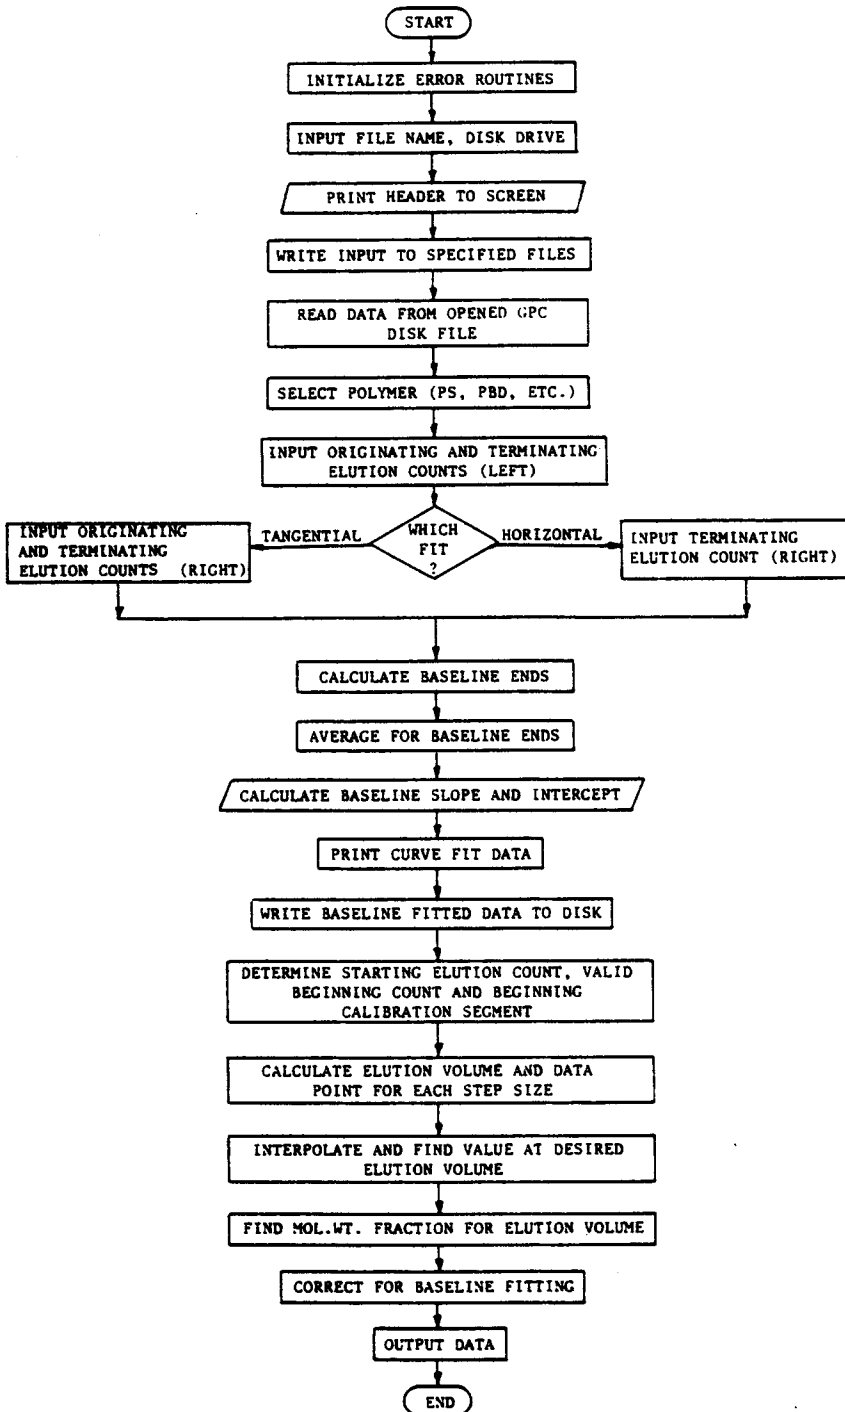 START
INITIALIZE ERROR ROUTINES
INPUT FILE NAME, DISK DRIVE
PRINT HEADER TO SCREEN
WRITE INPUT TO SPECIFIED FILES
READ DATA FROM OPENED GPC
DISK FILE
SELECT POLYMER (PS, PBD, ETC.)
INPUT ORIGINATING AND TERMINATING
ELUTION COUNTS (LEFT)
INPUT ORIGINATING
AND TERMINATING
ELUTION COUNTS (RIGHT)
TANGENTIAL
WHICH
FIT
?
HORIZONTAL
INPUT TERMINATING
ELUTION COUNT (RIGHT)
CALCULATE BASELINE ENDS
AVERAGE FOR BASELINE ENDS
CALCULATE BASELINE SLOPE AND INTERCEPT
PRINT CURVE FIT DATA
WRITE BASELINE FITTED DATA TO DISK
DETERMINE STARTING ELUTION COUNT, VALID
BEGINNING COUNT AND BEGINNING
CALIBRATION SEGMENT
CALCULATE ELUTION VOLUME AND DATA
POINT FOR EACH STEP SIZE
INTERPOLATE AND FIND VALUE AT DESIRED
ELUTION VOLUME
FIND MOL.WT. FRACTION FOR ELUTION VOLUME
CORRECT FOR BASELINE FITTING
OUTPUT DATA
END